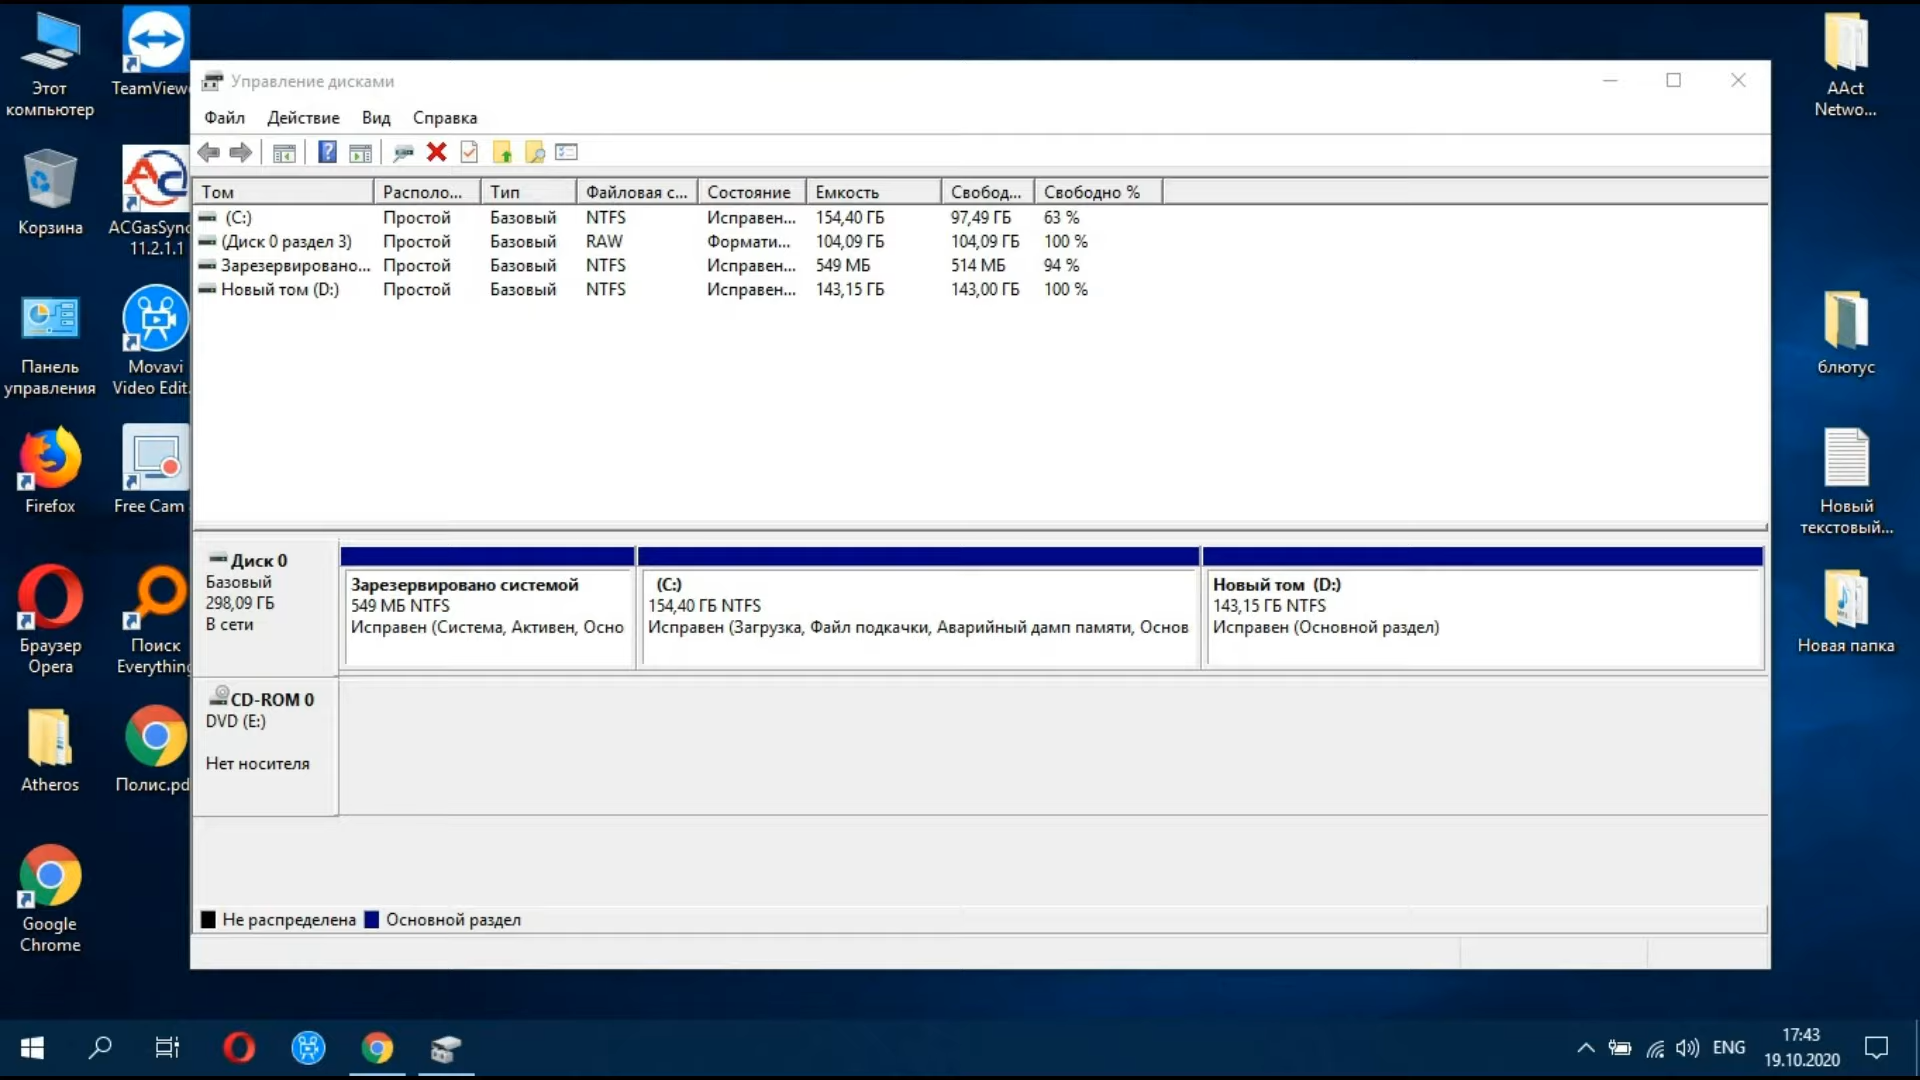 Этот
компьютер
TeamViewe
Корзина
ACGasSync
11.2.1.1
Панель
управления
Movavi
Video Edit.
Firefox
Free Cam
Браузер
Opera
Поиск
Everything
Atheros
Полис.pd
Google
Chrome
Управление дисками
Файл Действие Вид Справка
Том Располо... Тип Файловая с... Состояние Емкость Свобод... Свободно %
(C:) Простой Базовый NTFS Исправен... 154,40 ГБ 97,49 ГБ 63 %
(Диск 0 раздел 3) Простой Базовый RAW Формати... 104,09 ГБ 104,09 ГБ 100 %
Зарезервировано... Простой Базовый NTFS Исправен... 549 МБ 514 МБ 94 %
Новый том (D:) Простой Базовый NTFS Исправен... 143,15 ГБ 143,00 ГБ 100 %
Диск 0
Базовый
298,09 ГБ
В сети
Зарезервировано системой
549 МБ NTFS
Исправен (Система, Активен, Осно
(C:)
154,40 ГБ NTFS
Исправен (Загрузка, Файл подкачки, Аварийный дамп памяти, Основ
Новый том (D:)
143,15 ГБ NTFS
Исправен (Основной раздел)
CD-ROM 0
DVD (E:)
Нет носителя
Не распределена Основной раздел
AAct
Netwo...
блютус
Новый
текстовый...
Новая папка
ENG
17:43
19.10.2020